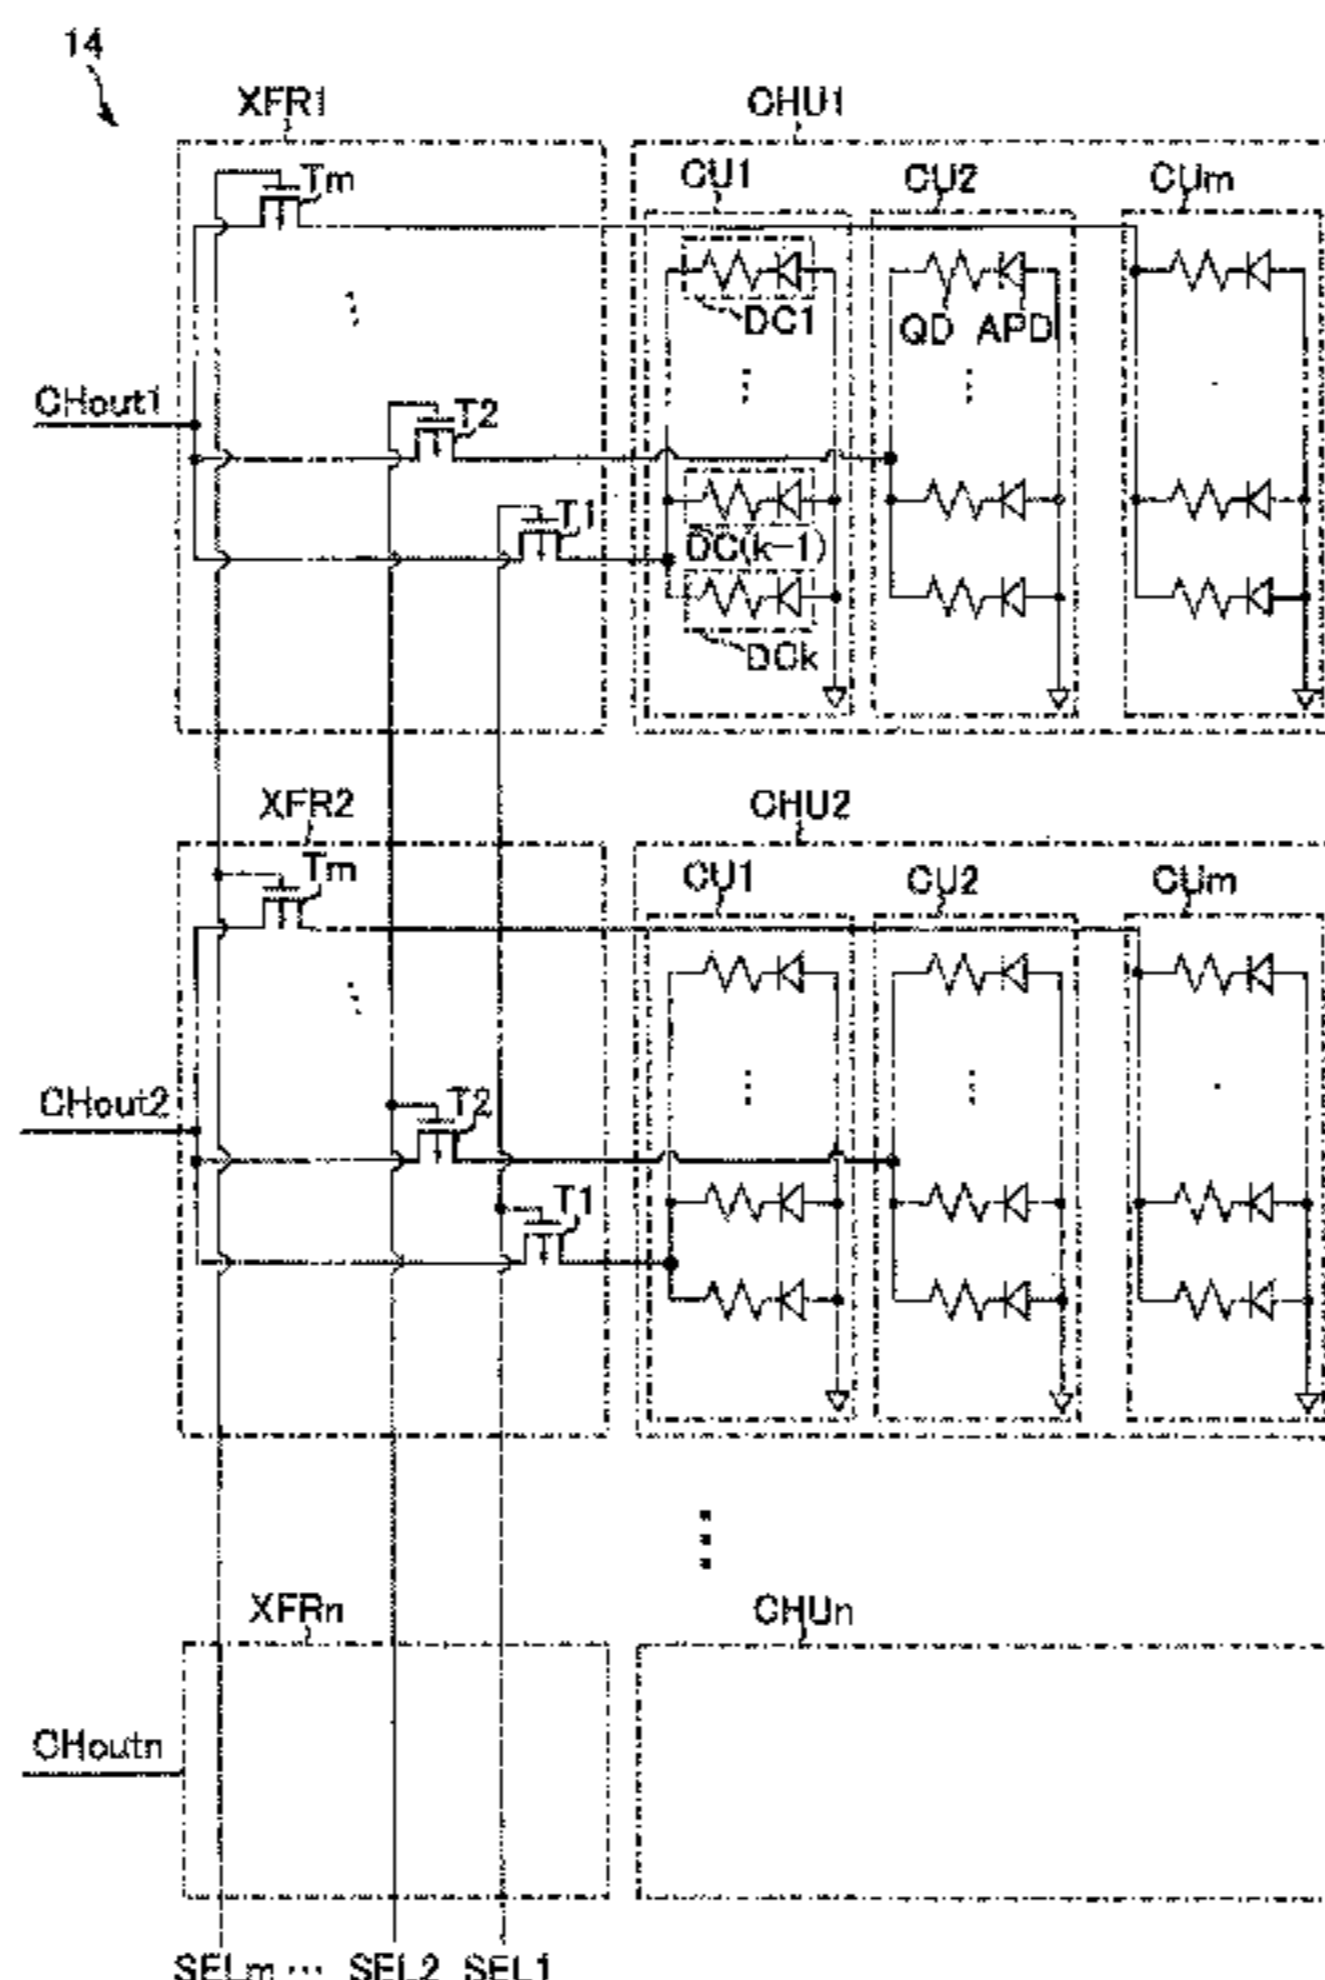 14
XFR1 CHU1
Tm CU1 CU2 CUm
DC1 QD APD
CHout1 T2
T1 DC(k-1)
DCk
XFR2 CHU2
Tm CU1 CU2 CUm
CHout2 T2
T1
XFRn CHUn
CHoutn
SELm ··· SEL2 SEL1